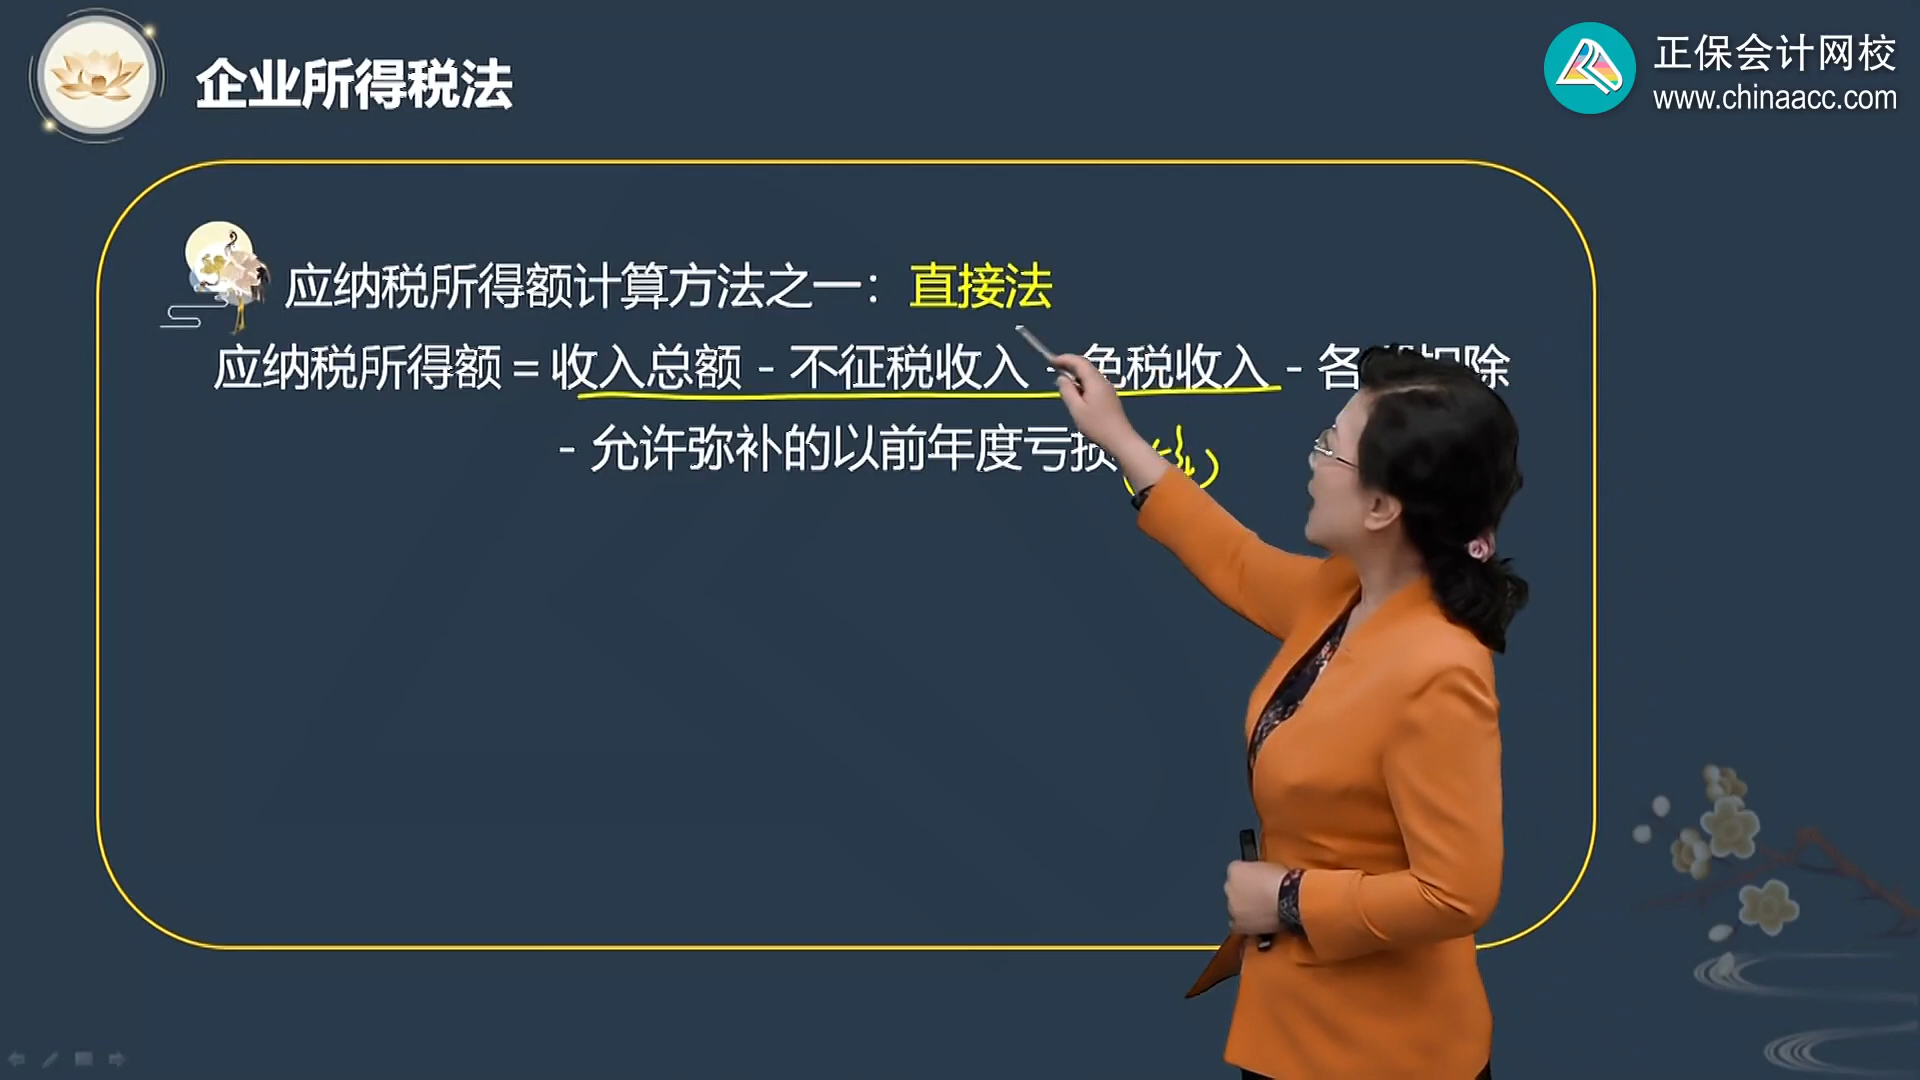 企业所得税法
正保会计网校
www.chinaacc.com
应纳税所得额计算方法之一：直接法
应纳税所得额 = 收入总额 - 不征税收入 - 免税收入 - 各 扣除
- 允许弥补的以前年度亏损